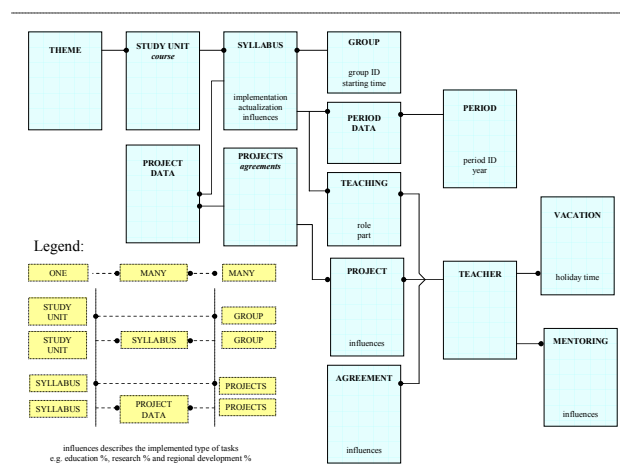 THEME
STUDY UNIT
course
SYLLABUS
implementation
actualization
influences
GROUP
group ID
starting time
PERIOD
DATA
PERIOD
period ID
year
PROJECT
DATA
PROJECTS
agreements
TEACHING
role
part
VACATION
holiday time
PROJECT
influences
TEACHER
MENTORING
influences
AGREEMENT
influences
Legend:
ONE
MANY
MANY
STUDY
UNIT
GROUP
STUDY
UNIT
SYLLABUS
GROUP
SYLLABUS
PROJECTS
SYLLABUS
PROJECT
DATA
PROJECTS
influences describes the implemented type of tasks
e.g. education %, research % and regional development %